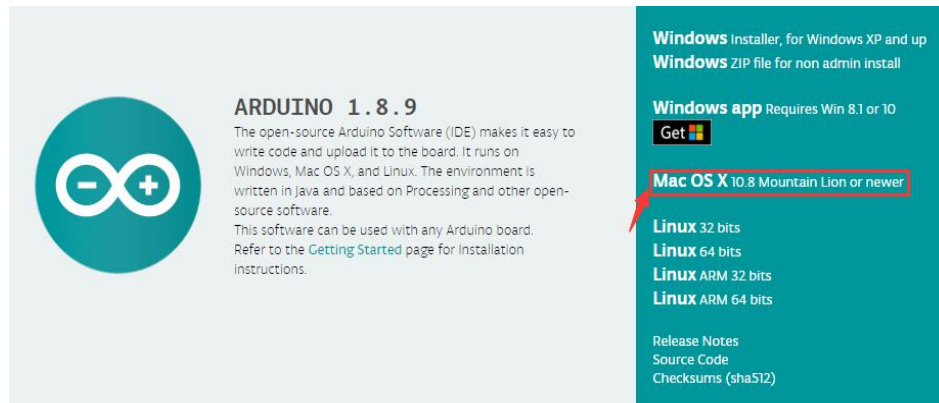 ARDUINO 1.8.9
The open-source Arduino Software (IDE) makes it easy to
write code and upload it to the board. It runs on
Windows, Mac OS X, and Linux. The environment is
written in Java and based on Processing and other open-
source software.
This software can be used with any Arduino board.
Refer to the Getting Started page for Installation
instructions.
Windows Installer, for Windows XP and up
Windows ZIP file for non admin install
Windows app Requires Win 8.1 or 10
Get
Mac OS X 10.8 Mountain Lion or newer
Linux 32 bits
Linux 64 bits
Linux ARM 32 bits
Linux ARM 64 bits
Release Notes
Source Code
Checksums (sha512)